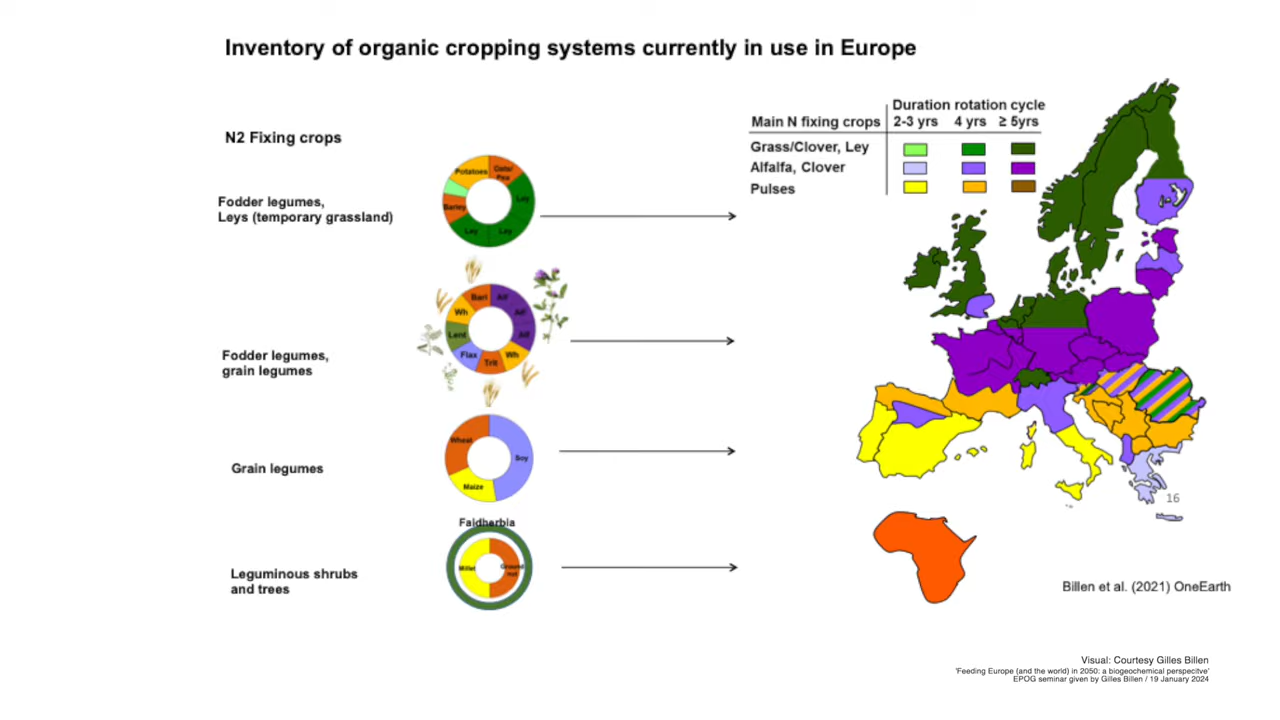 Inventory of organic cropping systems currently in use in Europe
N2 Fixing crops
Duration rotation cycle
Main N fixing crops 2-3 yrs 4 yrs ≥ 5yrs
Grass/Clover, Ley
Alfalfa, Clover
Pulses
Fodder legumes,
Leys (temporary grassland)
Potatoes
Oats/
Pea
Ley
Ley
Ley
Barley
Fodder legumes,
grain legumes
Barl
Alf
Alf
Alf
Wh
Trit
Flax
Lent
Wh
Grain legumes
Wheat
Soy
Maize
Leguminous shrubs
and trees
Faidherbia
Millet
Ground
nut
16
Billen et al. (2021) OneEarth
Visual: Courtesy Gilles Billen
'Feeding Europe (and the world) in 2050: a biogeochemical perspecitve'
EPOG seminar given by Gilles Billen / 19 January 2024